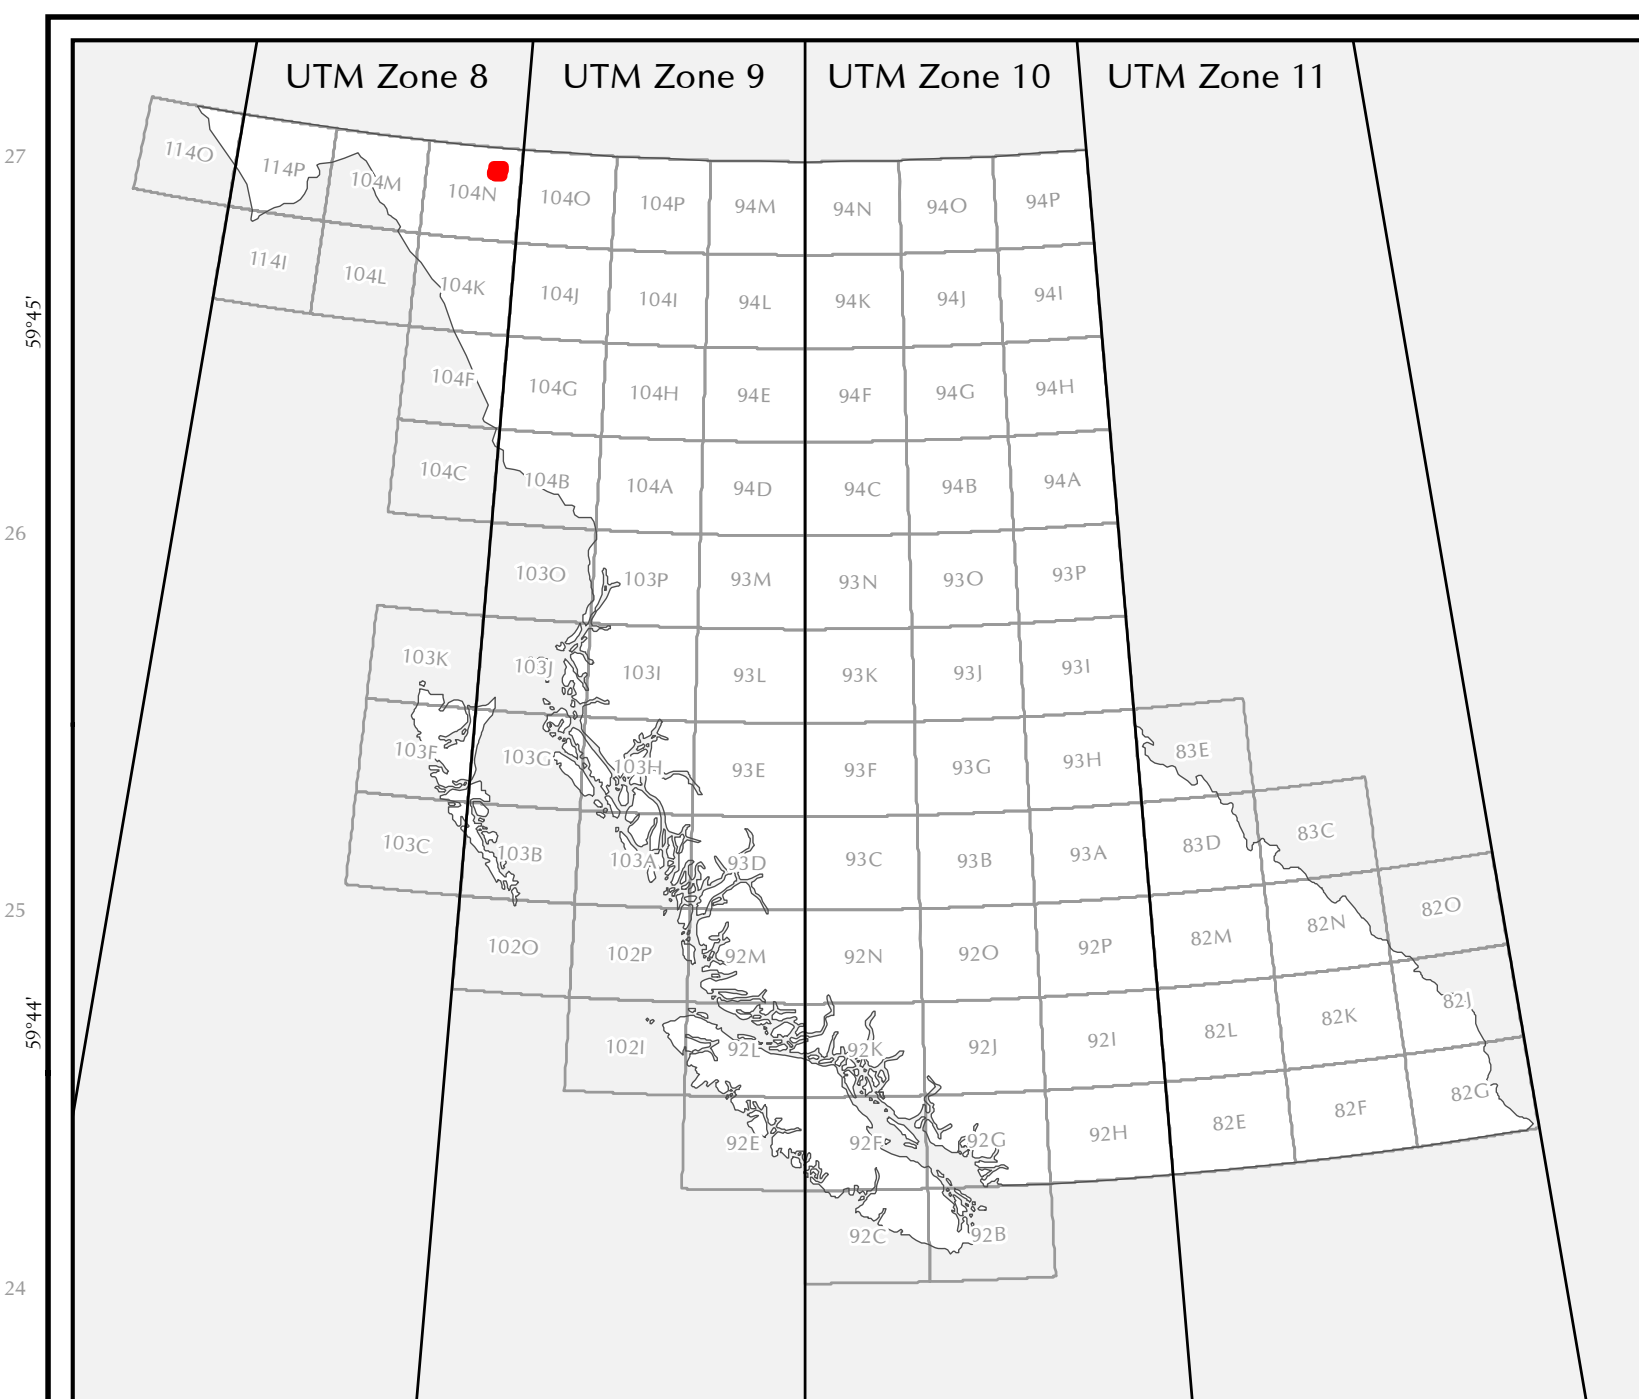 UTM Zone 8 UTM Zone 9 UTM Zone 10 UTM Zone 11
27
114O 114P 104M 104N 104O 104P 94M 94N 94O 94P
114I 104L 104K 104J 104I 94L 94K 94J 94I
59°45'
104F 104G 104H 94E 94F 94G 94H
104C 104B 104A 94D 94C 94B 94A
26
103O 103P 93M 93N 93O 93P
103K 103J 103I 93L 93K 93J 93I
103F 103G 103H 93E 93F 93G 93H 83E
103C 103B 103A 93D 93C 93B 93A 83D 83C
25
102O 102P 92M 92N 92O 92P 82M 82N 82O
59°44'
102I 92L 92K 92J 92I 82L 82K 82J
92E 92F 92G 92H 82E 82F 82G
92C 92B
24